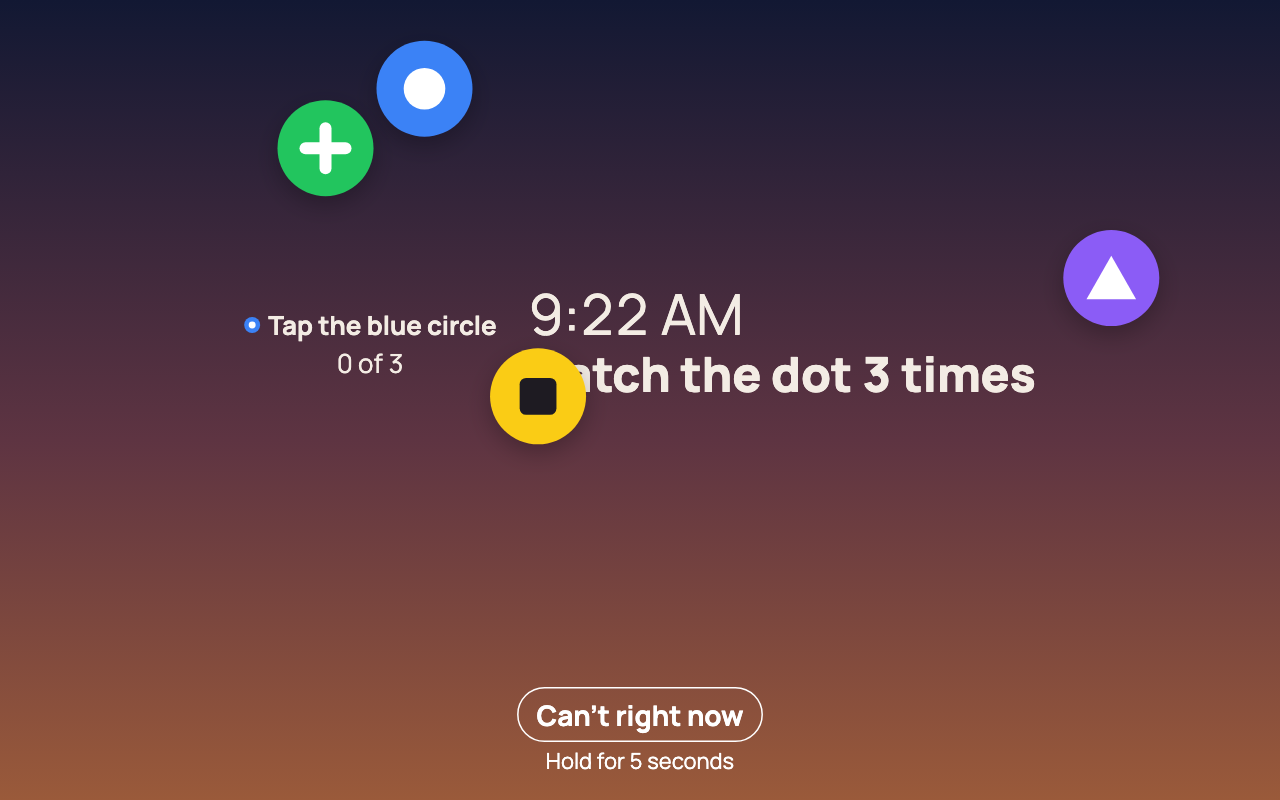 Tap the blue circle
0 of 3
9:22 AM
the dot 3 times
Can't right now
Hold for 5 seconds